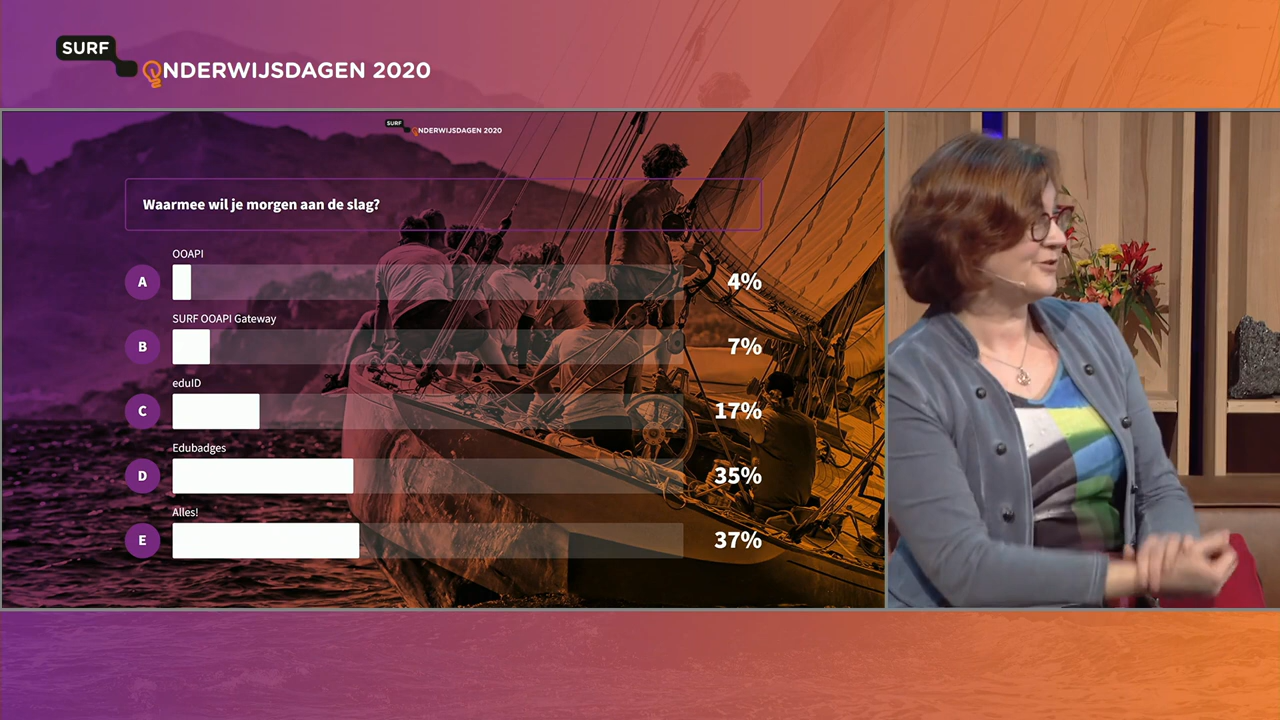 SURF
ONDERWIJSDAGEN 2020
SURF
ONDERWIJSDAGEN 2020
Waarmee wil je morgen aan de slag?
OOAPI
A
4%
SURF OOAPI Gateway
B
7%
eduID
C
17%
Edubadges
D
35%
Alles!
E
37%